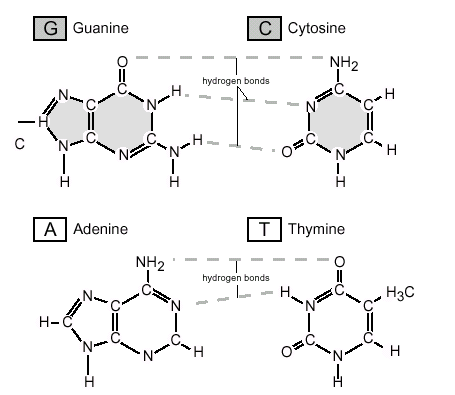 G Guanine C Cytosine
O NH2
hydrogen bonds
N H H
C C N C
H C N N C
C
C C C C
N N C H O N H
N
H H H
A Adenine T Thymine
NH2 O
hydrogen bonds
N C H C H3C
C N N C
H C
N C C O C C H
N H N
H H